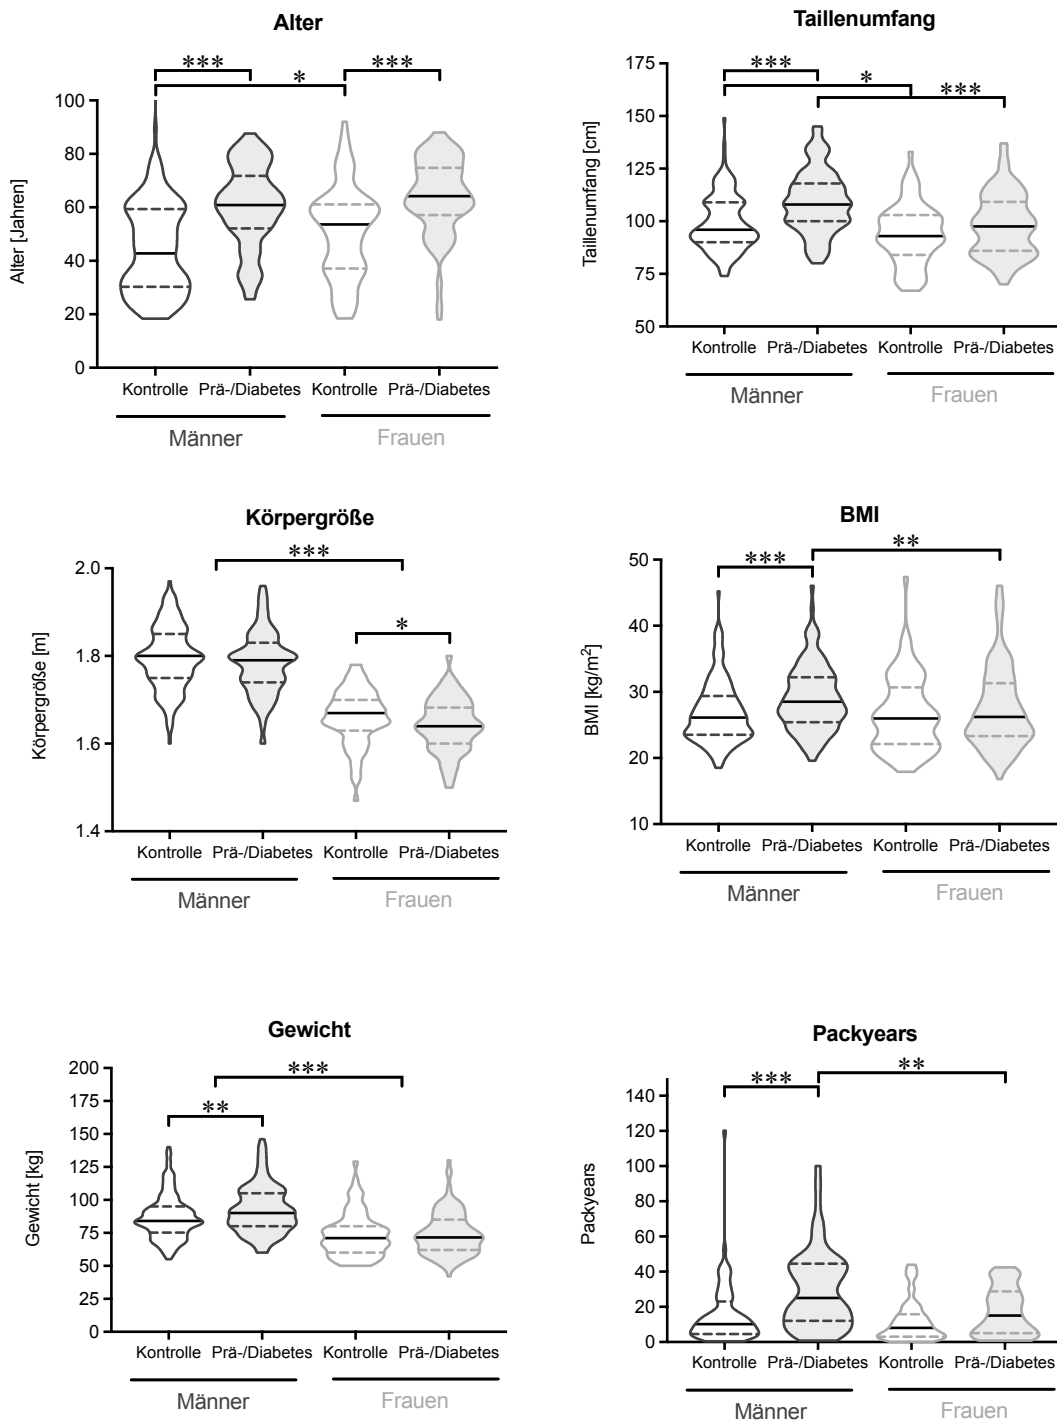 Alter
***
*
***
Alter [Jahren]
100
80
60
40
20
0
Kontrolle Prä-/Diabetes Kontrolle Prä-/Diabetes
Männer Frauen
Taillenumfang
***
*
***
Taillenumfang [cm]
175
150
125
100
75
50
Kontrolle Prä-/Diabetes Kontrolle Prä-/Diabetes
Männer Frauen
Körpergröße
***
*
Körpergröße [m]
2.0
1.8
1.6
1.4
Kontrolle Prä-/Diabetes Kontrolle Prä-/Diabetes
Männer Frauen
BMI
**
***
BMI [kg/m²]
50
40
30
20
10
Kontrolle Prä-/Diabetes Kontrolle Prä-/Diabetes
Männer Frauen
Gewicht
***
**
Gewicht [kg]
200
175
150
125
100
75
50
25
0
Kontrolle Prä-/Diabetes Kontrolle Prä-/Diabetes
Männer Frauen
Packyears
**
***
Packyears
140
120
100
80
60
40
20
0
Kontrolle Prä-/Diabetes Kontrolle Prä-/Diabetes
Männer Frauen